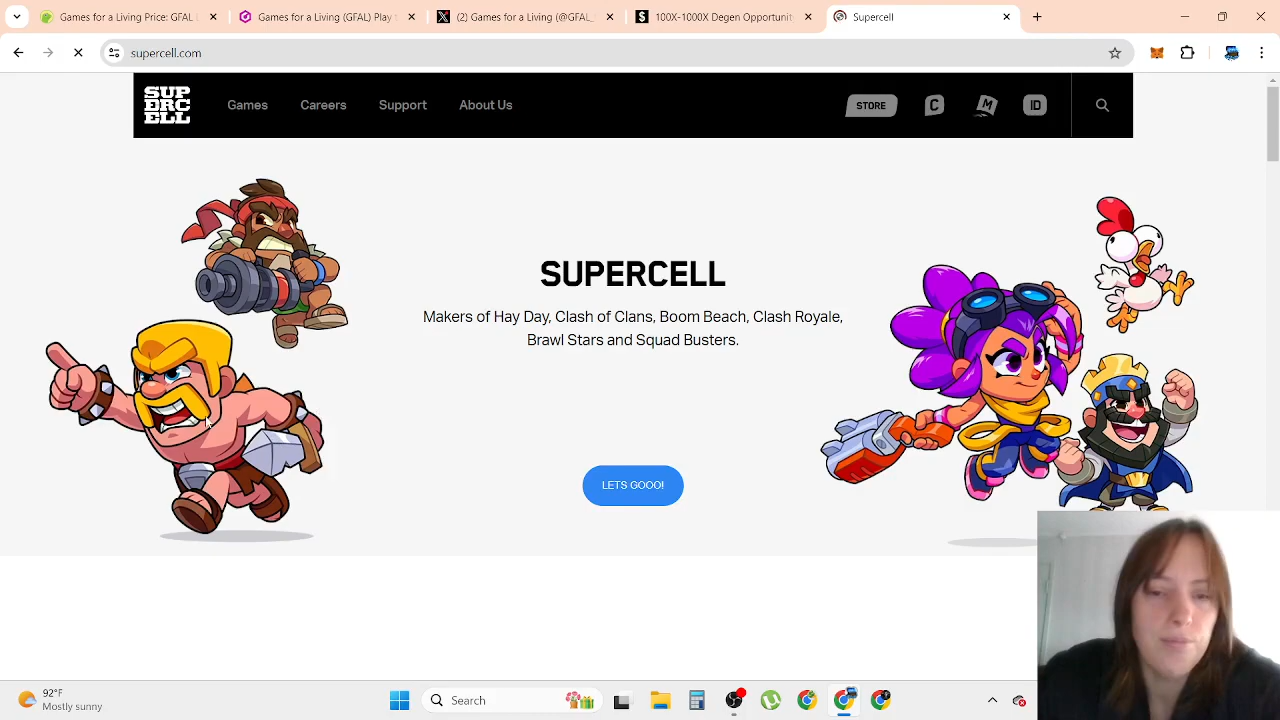 Games for a Living Price: GFAL L
Games for a Living (GFAL) Play t
(2) Games for a Living (@GFAL_
100X-1000X Degen Opportunit
Supercell
supercell.com
SUP
ERC
ELL
Games
Careers
Support
About Us
STORE
C
M
ID
SUPERCELL
Makers of Hay Day, Clash of Clans, Boom Beach, Clash Royale,
Brawl Stars and Squad Busters.
LETS GOOO!
92°F
Mostly sunny
Search